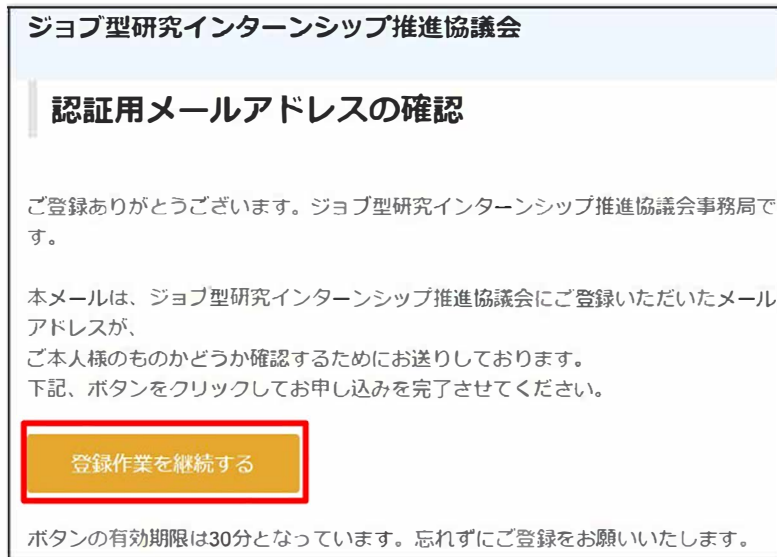 ジョブ型研究インターンシップ推進協議会
認証用メールアドレスの確認
ご登録ありがとうございます。ジョブ型研究インターンシップ推進協議会事務局で
す。
本メールは、ジョブ型研究インターンシップ推進協議会にご登録いただいたメール
アドレスが、
ご本人様のものかどうか確認するためにお送りしております。
下記、ボタンをクリックしてお申し込みを完了させてください。
登録作業を継続する
ボタンの有効期限は30分となっています。忘れずにご登録をお願いいたします。